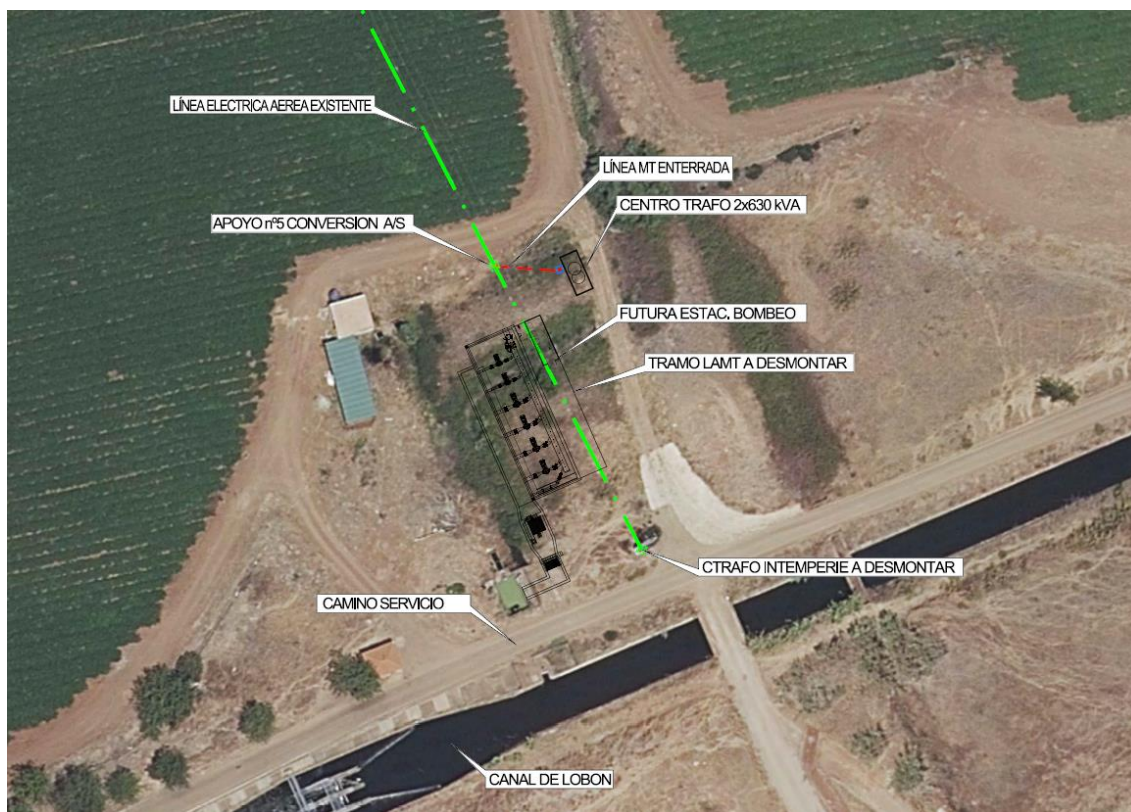 LÍNEA ELECTRICA AEREA EXISTENTE
LÍNEA MT ENTERRADA
CENTRO TRAFO 2x630 kVA
APOYO nº5 CONVERSION A/S
FUTURA ESTAC. BOMBEO
TRAMO LAMT A DESMONTAR
CTRAFO INTEMPERIE A DESMONTAR
CAMINO SERVICIO
CANAL DE LOBON